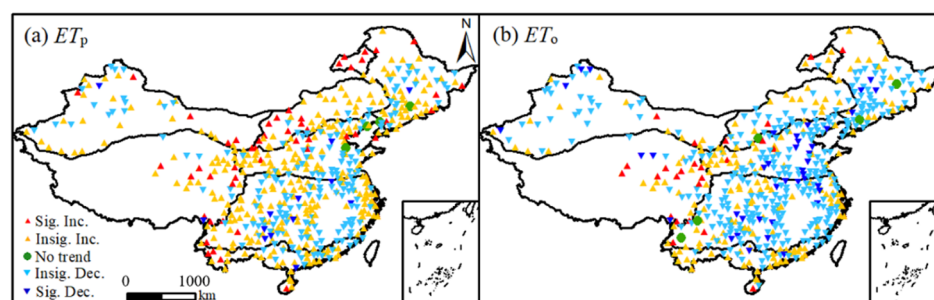 (a) ETp
N
Sig. Inc.
Insig. Inc.
No trend
Insig. Dec.
Sig. Dec.
0 1000
km
(b) ETo